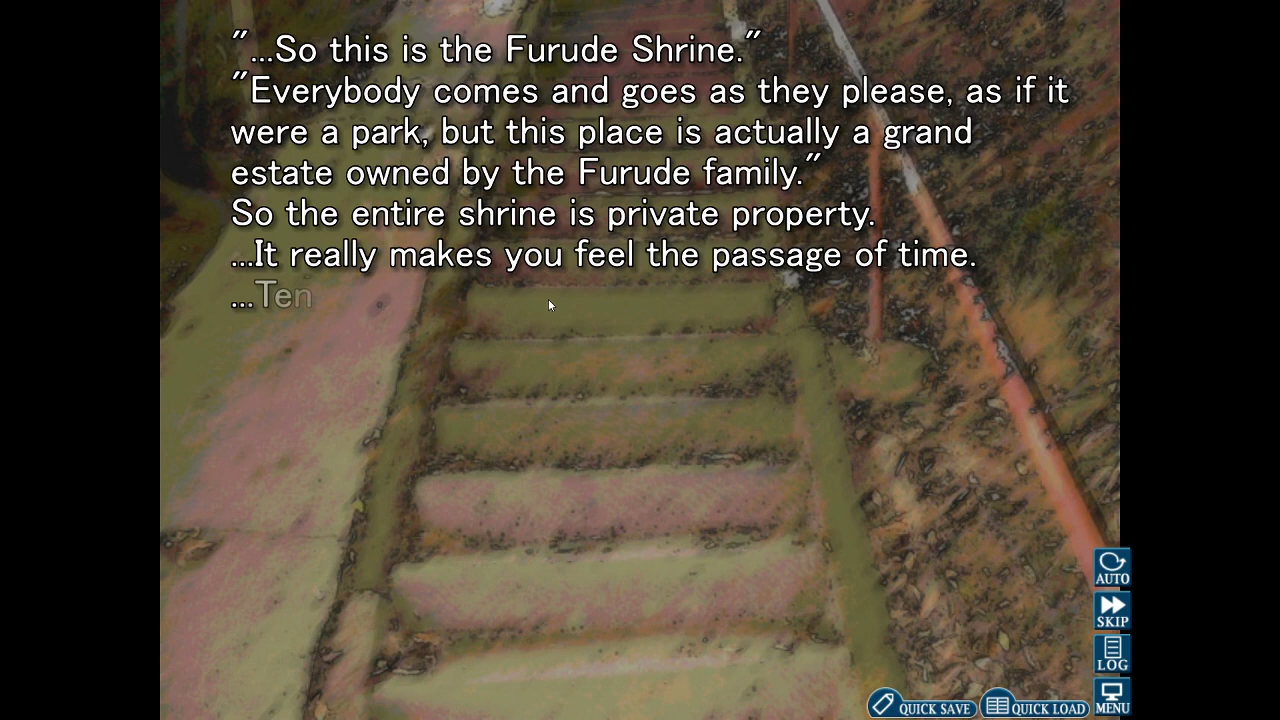 "...So this is the Furude Shrine."
"Everybody comes and goes as they please, as if it
were a park, but this place is actually a grand
estate owned by the Furude family."
So the entire shrine is private property.
...It really makes you feel the passage of time.
...Ten
AUTO
SKIP
LOG
MENU
QUICK SAVE
QUICK LOAD